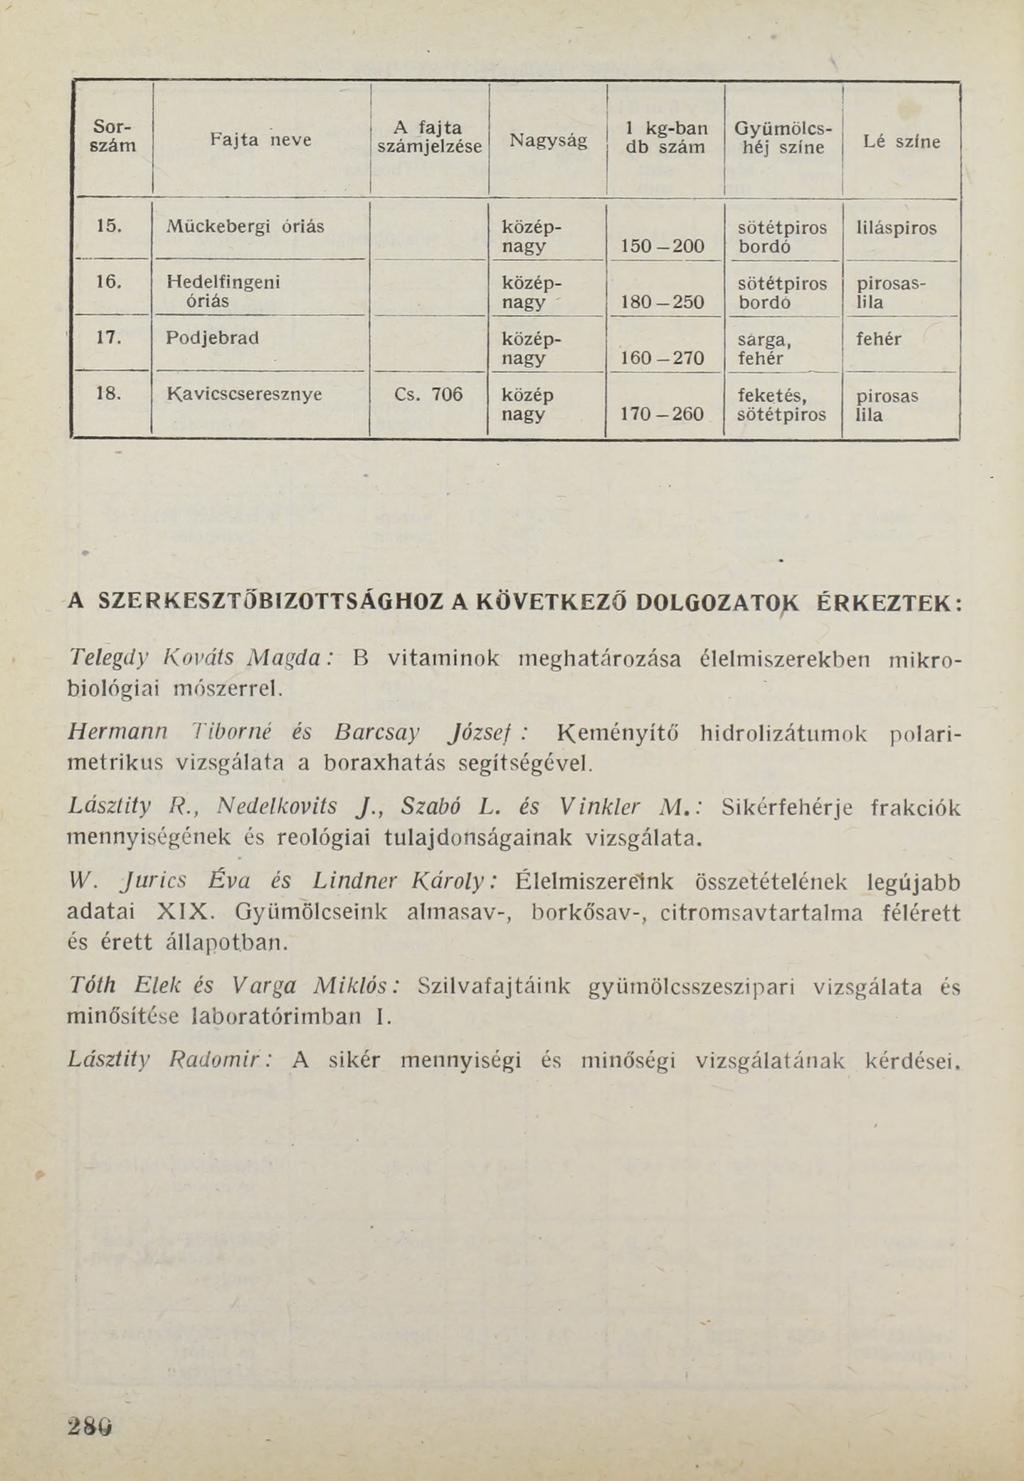 Sor-szám | Fajta neve | A fajta számjelzése | Nagyság | 1 kg-ban db szám | Gyümölcs-héj színe | Lé színe
15. | Mückebergi óriás | | közép-nagy | 150–200 | sötétpiros bordó | liláspiros
16. | Hedelfingeni óriás | | közép-nagy | 180–250 | sötétpiros bordó | pirosas-lila
17. | Podjebrad | | közép-nagy | 160–270 | sárga, fehér | fehér
18. | Kavicscseresznye | Cs. 706 | közép nagy | 170–260 | feketés, sötétpiros | pirosas lila
A SZERKESZTŐBIZOTTSÁGHOZ A KÖVETKEZŐ DOLGOZATOK ÉRKEZTEK:
Telegdy Kováts Magda: B vitaminok meghatározása élelmiszerekben mikro-
biológiai mószerrel.
Hermann Tiborné és Barcsay József: Keményítő hidrolizátumok polari-
metrikus vizsgálata a boraxhatás segítségével.
Lásztity R., Nedelkovits J., Szabó L. és Vinkler M.: Sikérfehérje frakciók
mennyiségének és reológiai tulajdonságainak vizsgálata.
W. Jurics Éva és Lindner Károly: Élelmiszereink összetételének legújabb
adatai XIX. Gyümölcseink almasav-, borkősav-, citromsavtartalma félérett
és érett állapotban.
Tóth Elek és Varga Miklós: Szilvafajtáink gyümölcsszeszipari vizsgálata és
minősítése laboratórimban I.
Lásztity Radomir: A sikér mennyiségi és minőségi vizsgálatának kérdései.
280